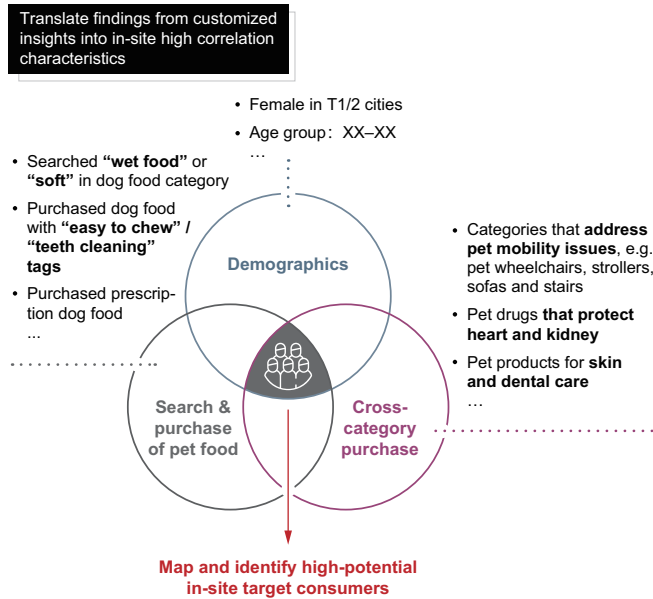 Translate findings from customized
insights into in-site high correlation
characteristics
• Female in T1/2 cities
• Age group: XX–XX
…
• Searched “wet food” or
“soft” in dog food category
• Purchased dog food
with “easy to chew” /
“teeth cleaning”
tags
• Purchased prescrip-
tion dog food
...
• Categories that address
pet mobility issues, e.g.
pet wheelchairs, strollers,
sofas and stairs
• Pet drugs that protect
heart and kidney
• Pet products for skin
and dental care
…
Demographics
Search &
purchase
of pet food
Cross-
category
purchase
Map and identify high-potential
in-site target consumers